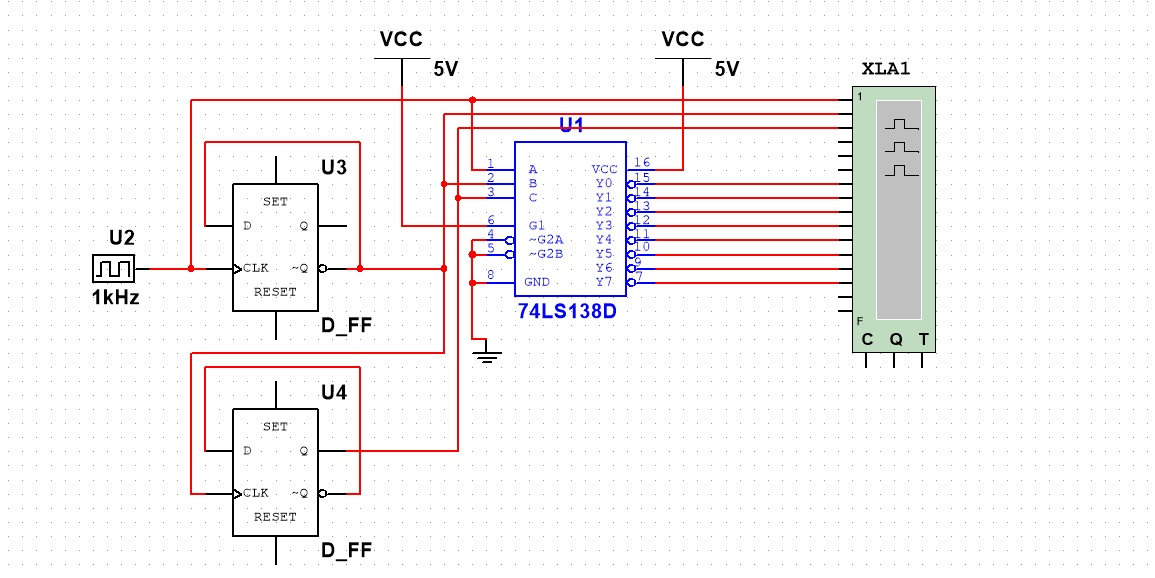 VCC
5V
VCC
5V
XLA1
1
U1
U3
SET
D
Q
CLK
~Q
RESET
D_FF
U2
1kHz
1
A
VCC
16
2
B
Y0
15
3
C
Y1
14
Y2
13
6
G1
Y3
12
4
~G2A
Y4
11
5
~G2B
Y5
10
Y6
9
8
GND
Y7
7
74LS138D
F
C Q T
U4
SET
D
Q
CLK
~Q
RESET
D_FF